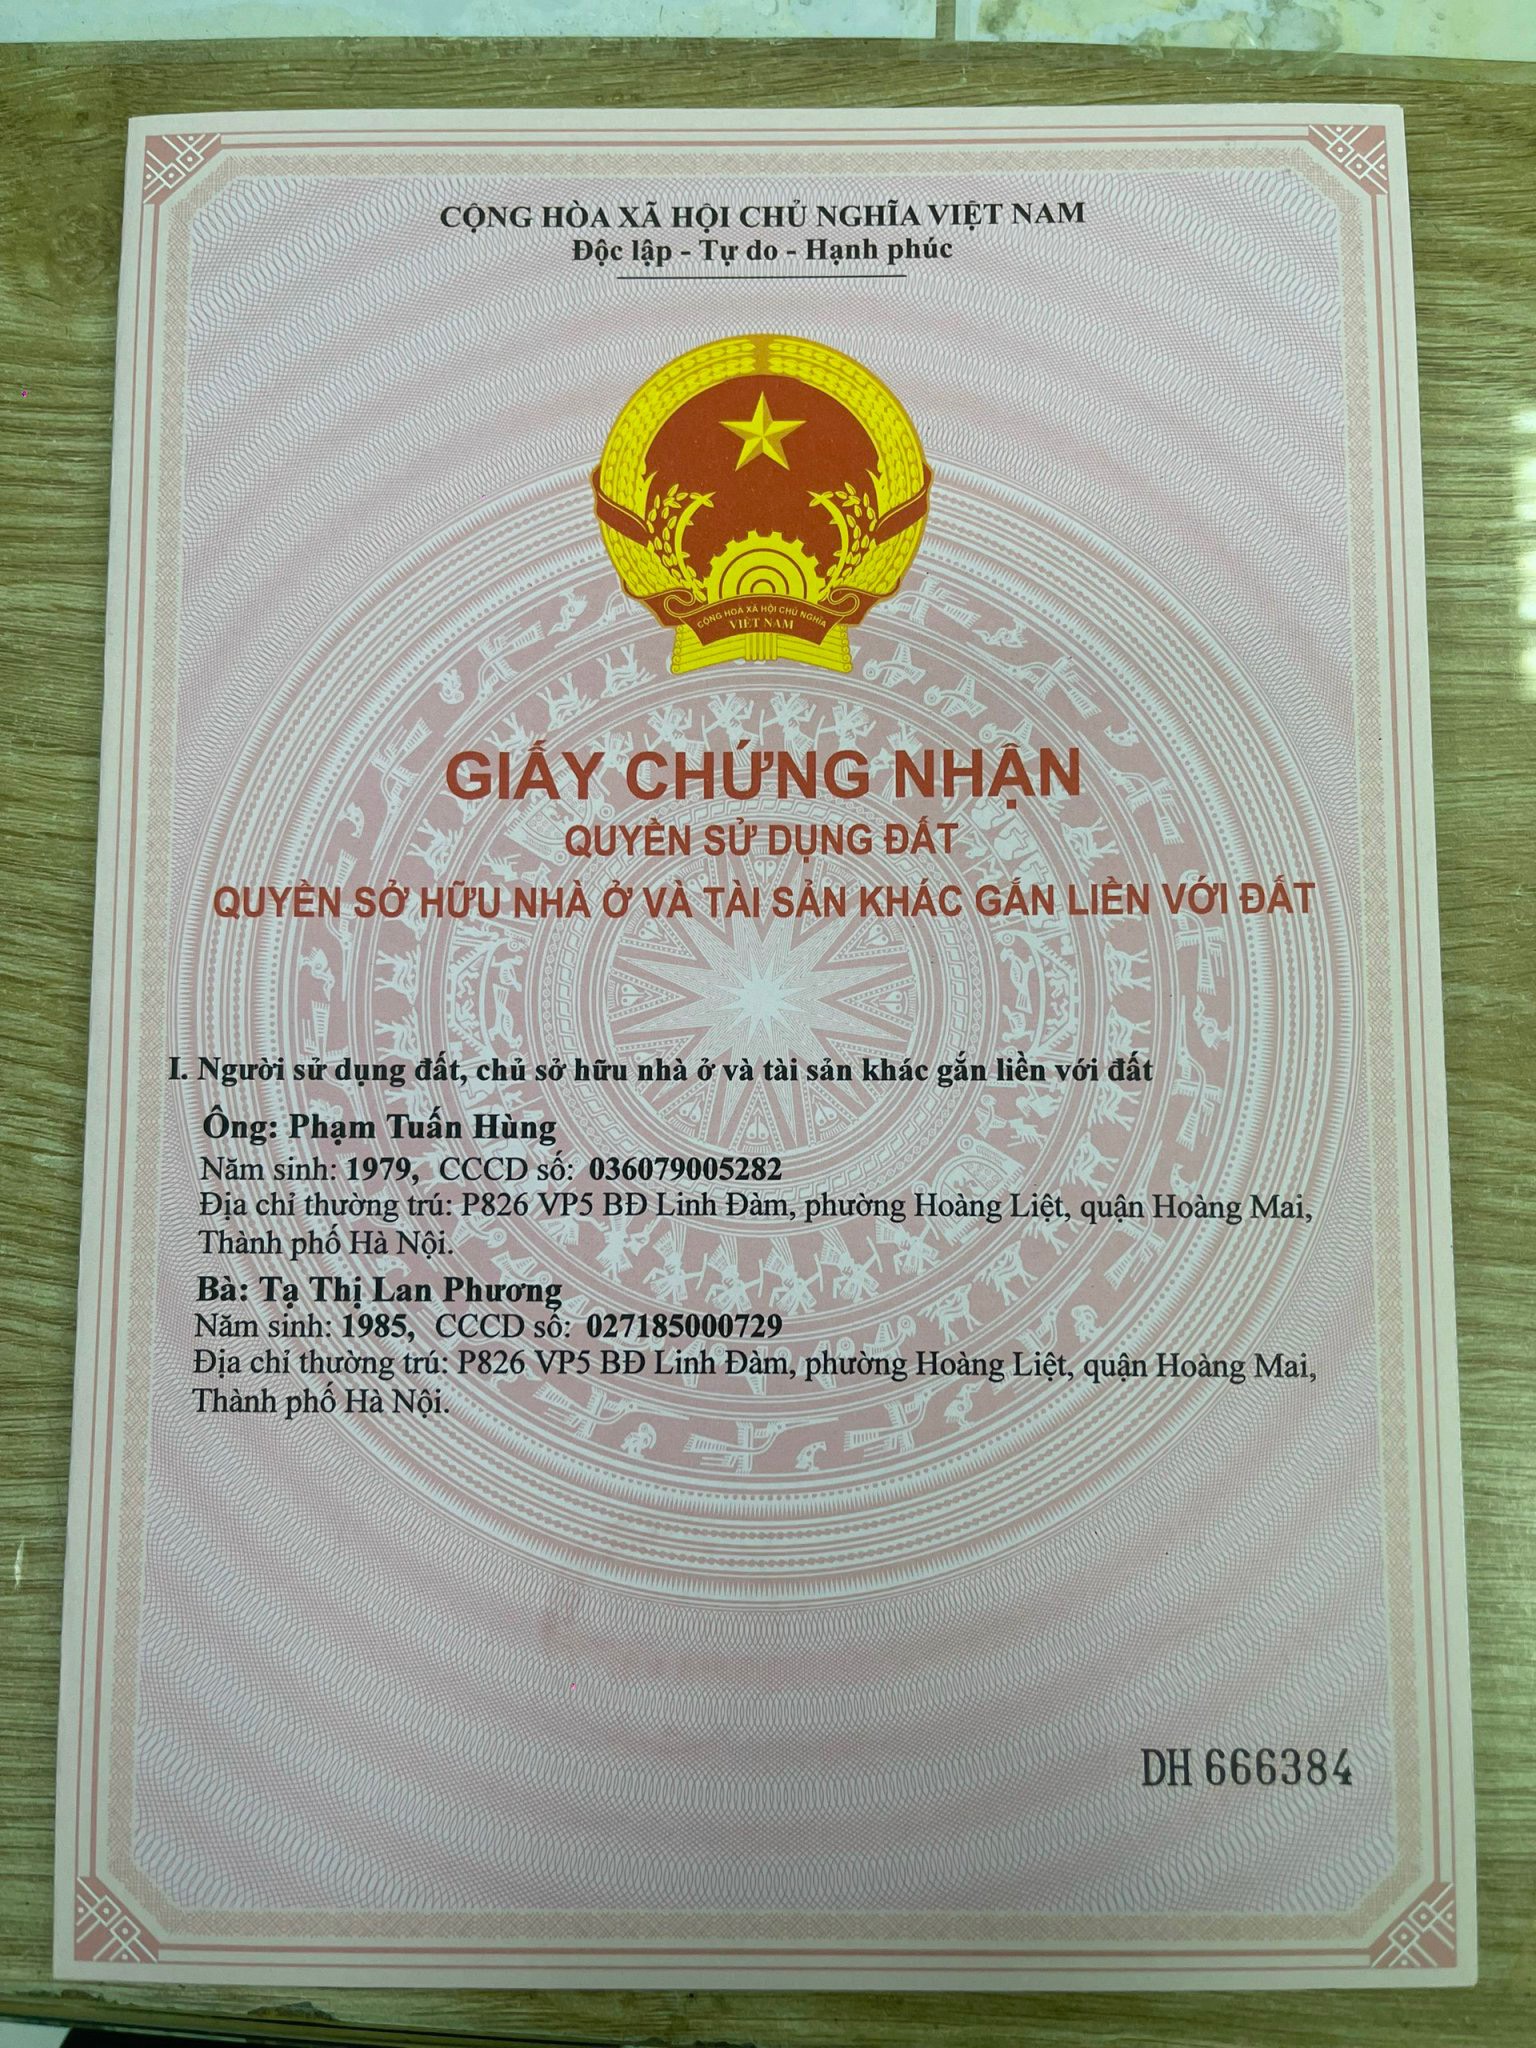 CỘNG HÒA XÃ HỘI CHỦ NGHĨA VIỆT NAM
Độc lập - Tự do - Hạnh phúc
CỘNG HOÀ XÃ HỘI CHỦ NGHĨA
VIỆT NAM
GIẤY CHỨNG NHẬN
QUYỀN SỬ DỤNG ĐẤT
QUYỀN SỞ HỮU NHÀ Ở VÀ TÀI SẢN KHÁC GẮN LIỀN VỚI ĐẤT
I. Người sử dụng đất, chủ sở hữu nhà ở và tài sản khác gắn liền với đất
Ông: Phạm Tuấn Hùng
Năm sinh: 1979, CCCD số: 036079005282
Địa chỉ thường trú: P826 VP5 BĐ Linh Đàm, phường Hoàng Liệt, quận Hoàng Mai,
Thành phố Hà Nội.
Bà: Tạ Thị Lan Phương
Năm sinh: 1985, CCCD số: 027185000729
Địa chỉ thường trú: P826 VP5 BĐ Linh Đàm, phường Hoàng Liệt, quận Hoàng Mai,
Thành phố Hà Nội.
DH 666384